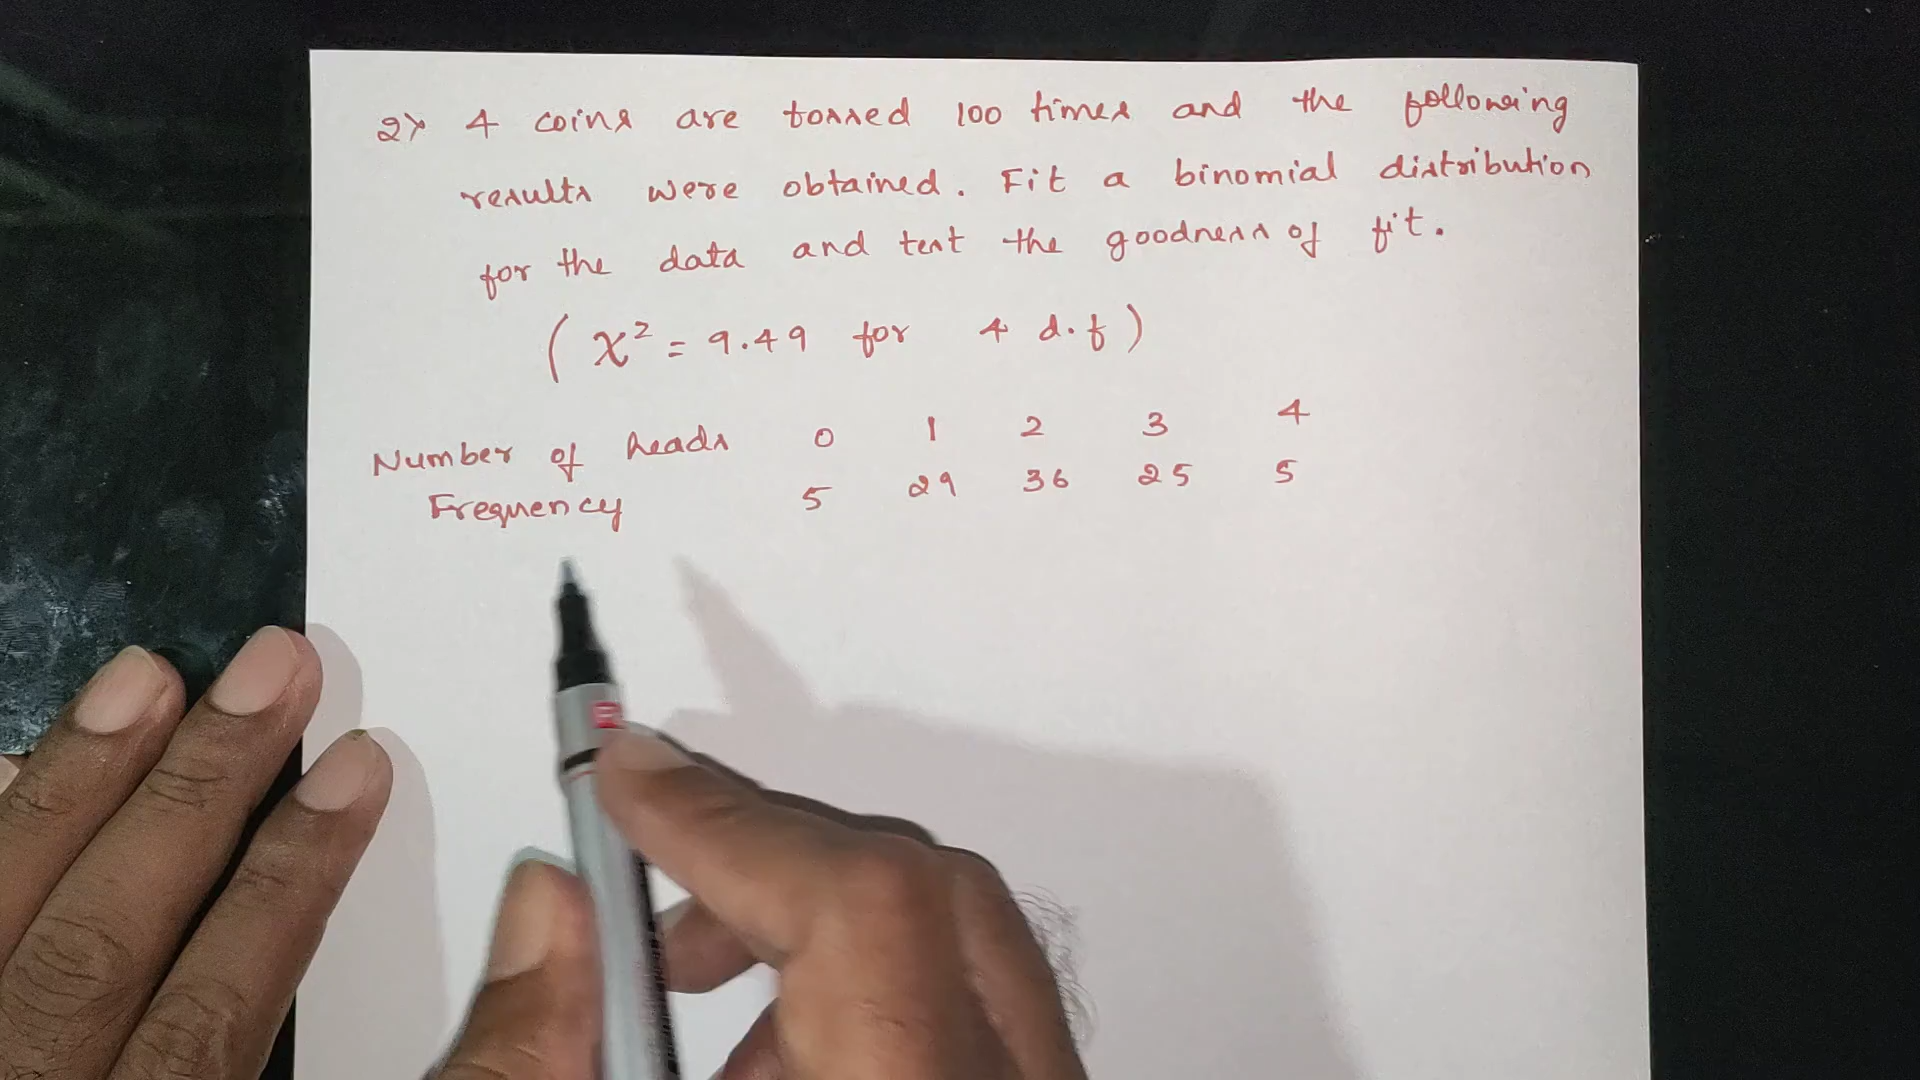 2> 4 coins are tossed 100 times and the following
results were obtained. Fit a binomial distribution
for the data and test the goodness of fit.
( χ² = 9.49 for 4 d.f )
Number of heads 0 1 2 3 4
Frequency 5 29 36 25 5